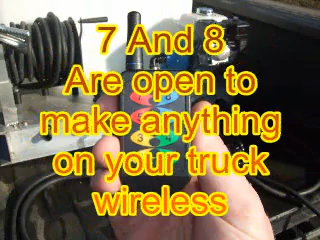 7 And 8
Are open to
make anything
on your truck
wireless